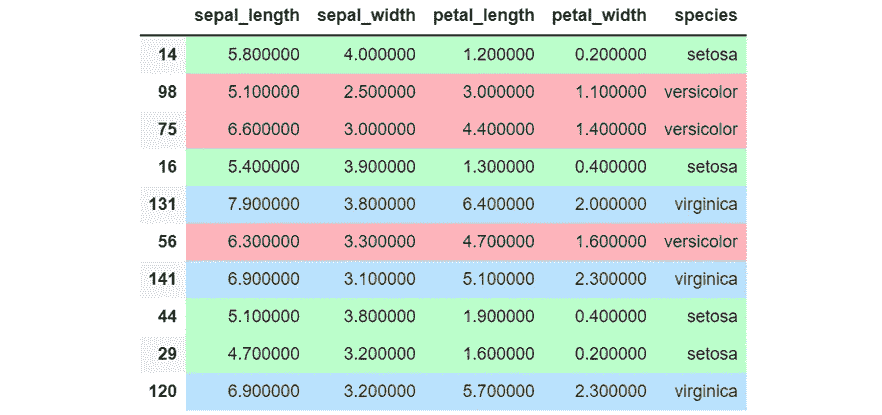 sepal_length sepal_width petal_length petal_width species
14 5.800000 4.000000 1.200000 0.200000 setosa
98 5.100000 2.500000 3.000000 1.100000 versicolor
75 6.600000 3.000000 4.400000 1.400000 versicolor
16 5.400000 3.900000 1.300000 0.400000 setosa
131 7.900000 3.800000 6.400000 2.000000 virginica
56 6.300000 3.300000 4.700000 1.600000 versicolor
141 6.900000 3.100000 5.100000 2.300000 virginica
44 5.100000 3.800000 1.900000 0.400000 setosa
29 4.700000 3.200000 1.600000 0.200000 setosa
120 6.900000 3.200000 5.700000 2.300000 virginica